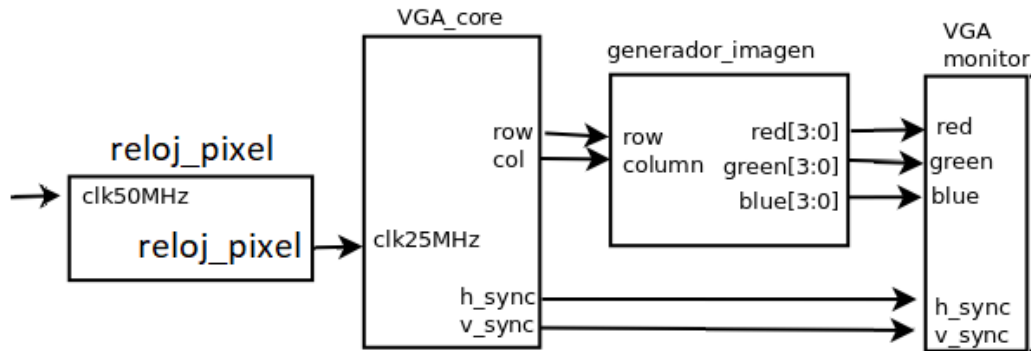 VGA_core
generador_imagen
VGA
monitor
reloj_pixel
clk50MHz
reloj_pixel
clk25MHz
row
col
h_sync
v_sync
row
column
red[3:0]
green[3:0]
blue[3:0]
red
green
blue
h_sync
v_sync